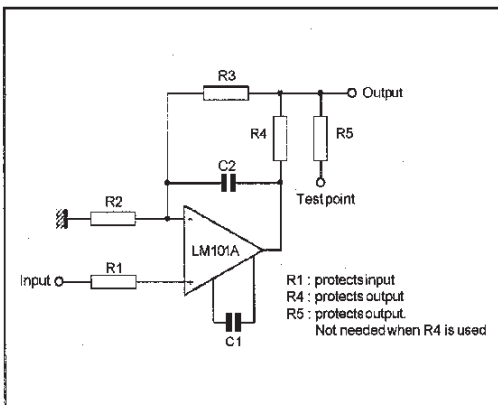 R3
Output
R4
R5
C2
Test point
R2
-
LM101A
R1
Input
+
C1
R1 : protects input
R4 : protects output
R5 : protects output.
Not needed when R4 is used